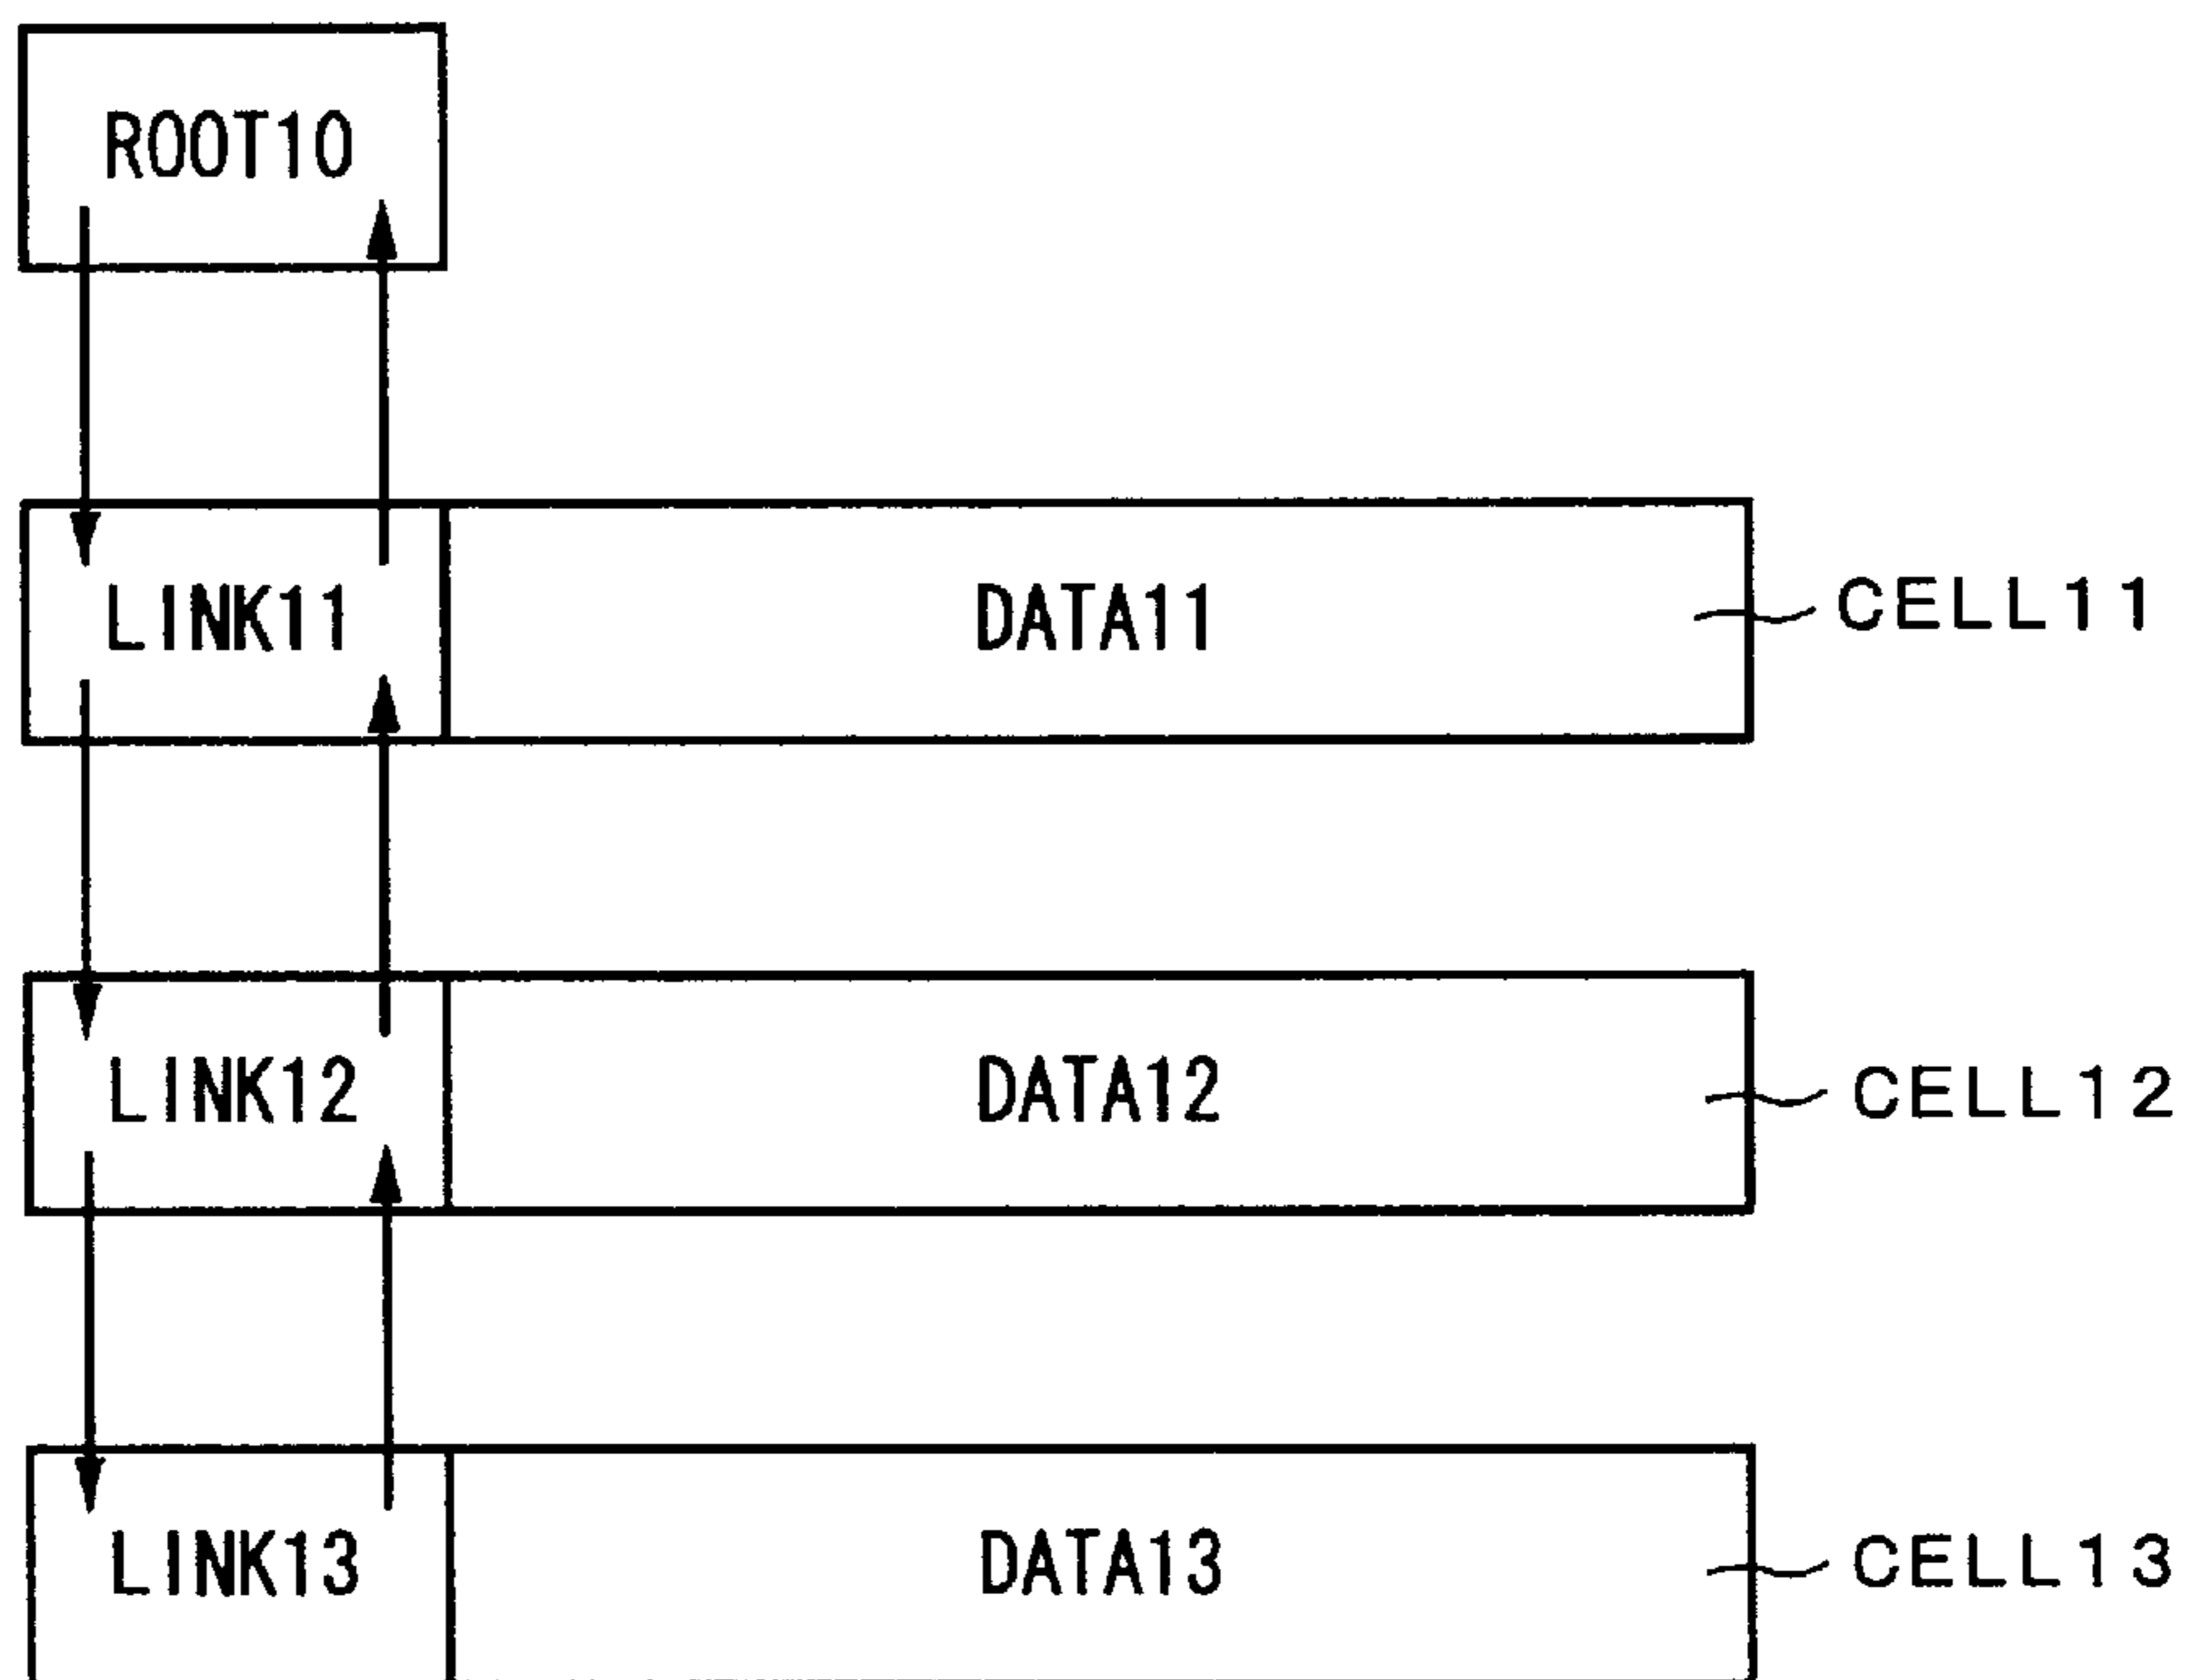 ROOT10
LINK11 DATA11 CELL11
LINK12 DATA12 CELL12
LINK13 DATA13 CELL13